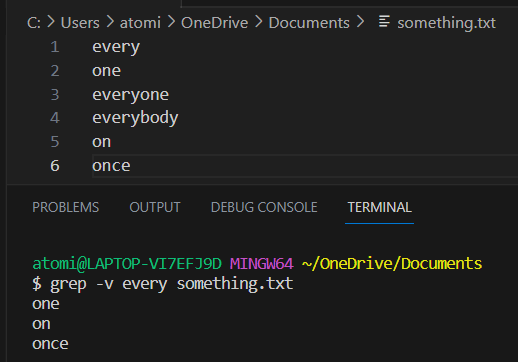 C: > Users > atomi > OneDrive > Documents > something.txt
1 every
2 one
3 everyone
4 everybody
5 on
6 once
PROBLEMS OUTPUT DEBUG CONSOLE TERMINAL
atomi@LAPTOP-VI7EFJ9D MINGW64 ~/OneDrive/Documents
$ grep -v every something.txt
one
on
once